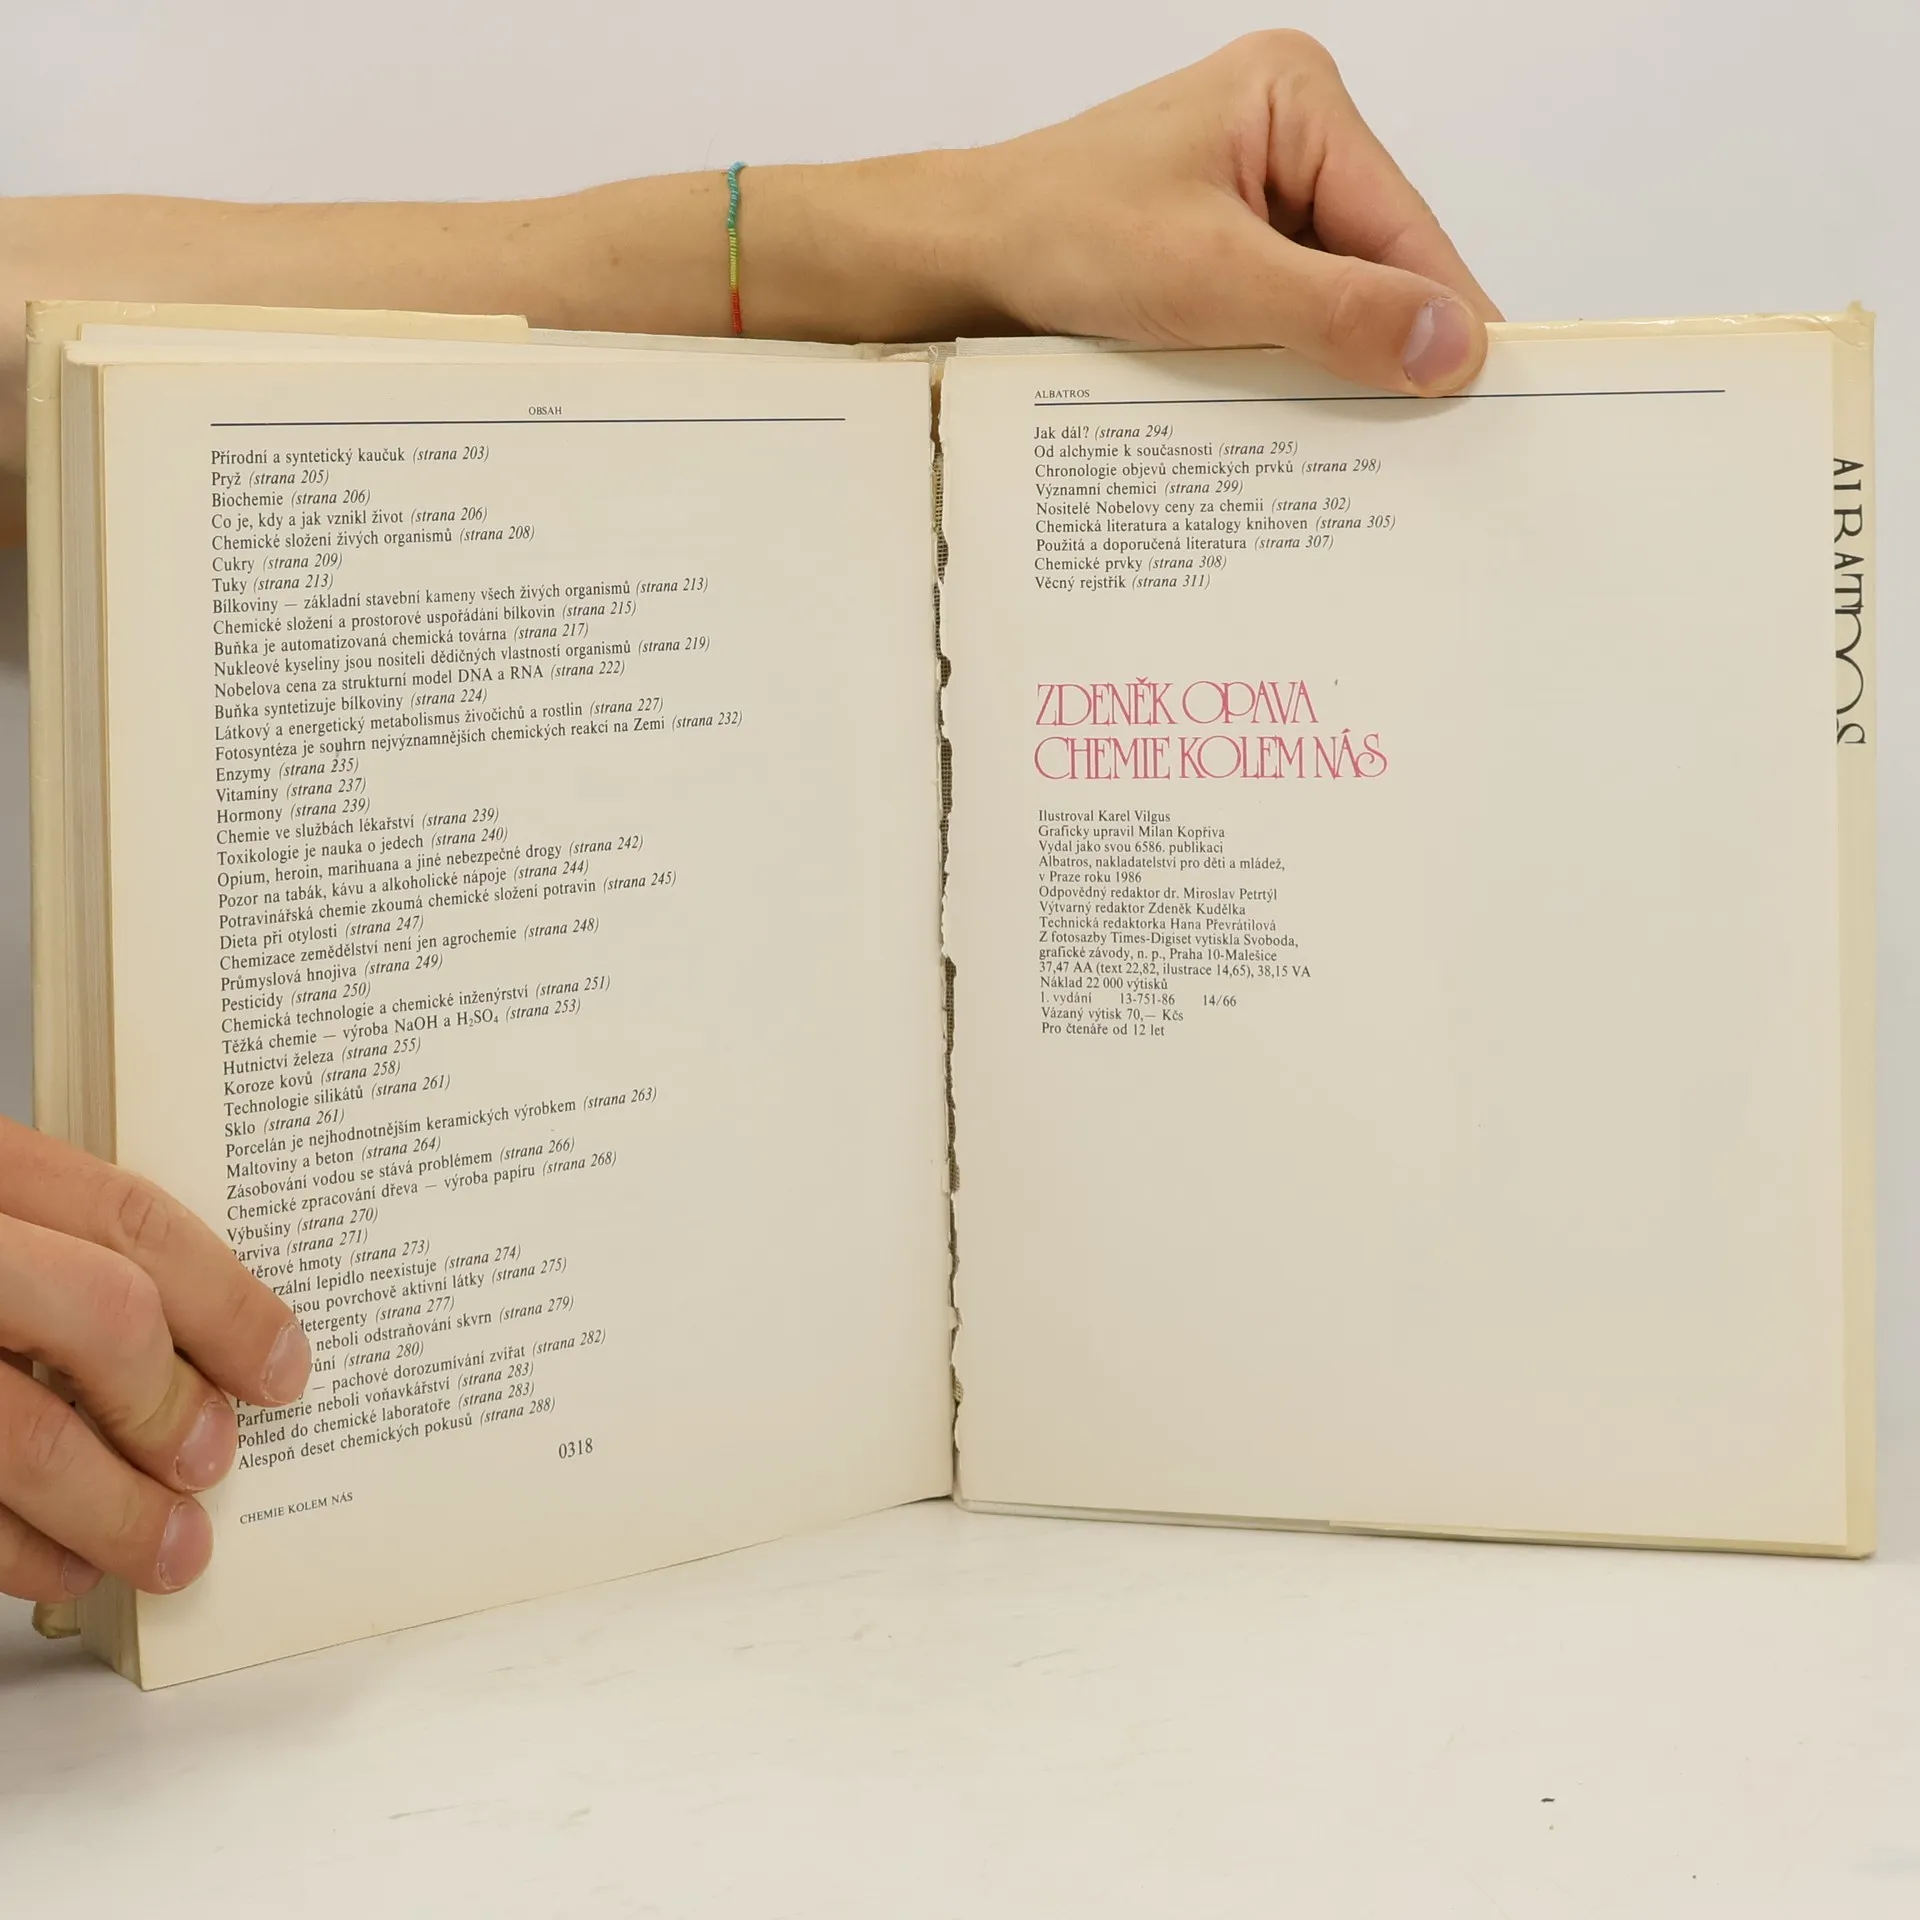 OBSAH
Přírodní a syntetický kaučuk (strana 203)
Pryž (strana 205)
Biochemie (strana 206)
Co je, kdy a jak vznikl život (strana 206)
Chemické složení živých organismů (strana 208)
Cukry (strana 209)
Tuky (strana 213)
Bílkoviny — základní stavební kameny všech živých organismů (strana 213)
Chemické složení a prostorové uspořádání bílkovin (strana 215)
Buňka je automatizovaná chemická továrna (strana 217)
Nukleové kyseliny jsou nositeli dědičných vlastností organismů (strana 219)
Nobelova cena za strukturní model DNA a RNA (strana 222)
Buňka syntetizuje bílkoviny (strana 224)
Látkový a energetický metabolismus živočichů a rostlin (strana 227)
Fotosyntéza je souhrn nejvýznamnějších chemických reakcí na Zemi (strana 232)
Enzymy (strana 235)
Vitamíny (strana 237)
Hormony (strana 239)
Chemie ve službách lékařství (strana 239)
Toxikologie je nauka o jedech (strana 240)
Opium, heroin, marihuana a jiné nebezpečné drogy (strana 242)
Pozor na tabák, kávu a alkoholické nápoje (strana 244)
Potravinářská chemie zkoumá chemické složení potravin (strana 245)
Dieta při otylosti (strana 247)
Chemizace zemědělství není jen agrochemie (strana 248)
Průmyslová hnojiva (strana 249)
Pesticidy (strana 250)
Chemická technologie a chemické inženýrství (strana 251)
Těžká chemie — výroba NaOH a H₂SO₄ (strana 253)
Hutnictví železa (strana 255)
Koroze kovů (strana 258)
Technologie silikátů (strana 261)
Sklo (strana 261)
Porcelán je nejhodnotnějším keramických výrobkem (strana 263)
Maltoviny a beton (strana 264)
Zásobování vodou se stává problémem (strana 266)
Chemické zpracování dřeva — výroba papíru (strana 268)
Výbušiny (strana 270)
Barviva (strana 271)
hmoty (strana 273)
lepidlo neexistuje (strana 274)
jsou povrchově aktivní látky (strana 275)
detergenty (strana 277)
neboli odstraňování skvrn (strana 279)
(strana 280)
— pachové dorozumívání zvířat (strana 282)
Parfumerie neboli voňavkářství (strana 283)
Pohled do chemické laboratoře (strana 283)
Alespoň deset chemických pokusů (strana 288)
0318
CHEMIE KOLEM NÁS
ALBATROS
Jak dál? (strana 294)
Od alchymie k současnosti (strana 295)
Chronologie objevů chemických prvků (strana 298)
Významní chemici (strana 299)
Nositelé Nobelovy ceny za chemii (strana 302)
Chemická literatura a katalogy knihoven (strana 305)
Použitá a doporučená literatura (strana 307)
Chemické prvky (strana 308)
Věcný rejstřík (strana 311)
ZDENĚK OPAVA
CHEMIE KOLEM NÁS
Ilustroval Karel Vilgus
Graficky upravil Milan Kopřiva
Vydal jako svou 6586. publikaci
Albatros, nakladatelství pro děti a mládež,
v Praze roku 1986
Odpovědný redaktor dr. Miroslav Petrtýl
Výtvarný redaktor Zdeněk Kudělka
Technická redaktorka Hana Převrátilová
Z fotosazby Times-Digiset vytiskla Svoboda,
grafické závody, n. p., Praha 10-Malešice
37,47 AA (text 22,82, ilustrace 14,65), 38,15 VA
Náklad 22 000 výtisků
1. vydání 13-751-86 14/66
Vázaný výtisk 70,— Kčs
Pro čtenáře od 12 let
ALBATROS